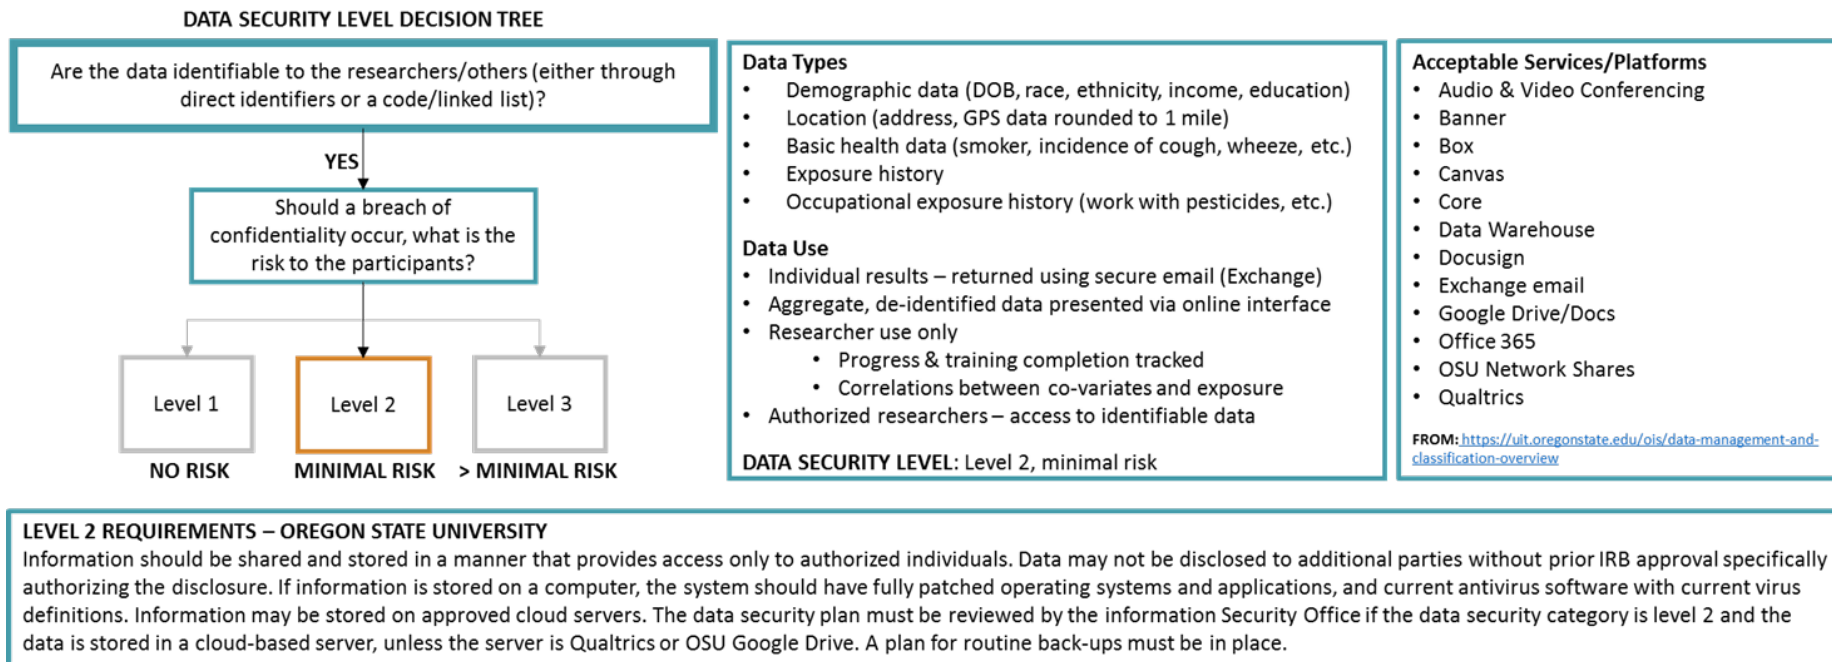 DATA SECURITY LEVEL DECISION TREE
Are the data identifiable to the researchers/others (either through
direct identifiers or a code/linked list)?
YES
Should a breach of
confidentiality occur, what is the
risk to the participants?
Level 1
Level 2
Level 3
NO RISK
MINIMAL RISK
> MINIMAL RISK
Data Types
• Demographic data (DOB, race, ethnicity, income, education)
• Location (address, GPS data rounded to 1 mile)
• Basic health data (smoker, incidence of cough, wheeze, etc.)
• Exposure history
• Occupational exposure history (work with pesticides, etc.)
Data Use
• Individual results – returned using secure email (Exchange)
• Aggregate, de-identified data presented via online interface
• Researcher use only
• Progress & training completion tracked
• Correlations between co-variates and exposure
• Authorized researchers – access to identifiable data
DATA SECURITY LEVEL: Level 2, minimal risk
Acceptable Services/Platforms
• Audio & Video Conferencing
• Banner
• Box
• Canvas
• Core
• Data Warehouse
• Docusign
• Exchange email
• Google Drive/Docs
• Office 365
• OSU Network Shares
• Qualtrics
FROM: https://uit.oregonstate.edu/ois/data-management-and-
classification-overview
LEVEL 2 REQUIREMENTS – OREGON STATE UNIVERSITY
Information should be shared and stored in a manner that provides access only to authorized individuals. Data may not be disclosed to additional parties without prior IRB approval specifically
authorizing the disclosure. If information is stored on a computer, the system should have fully patched operating systems and applications, and current antivirus software with current virus
definitions. Information may be stored on approved cloud servers. The data security plan must be reviewed by the information Security Office if the data security category is level 2 and the
data is stored in a cloud-based server, unless the server is Qualtrics or OSU Google Drive. A plan for routine back-ups must be in place.